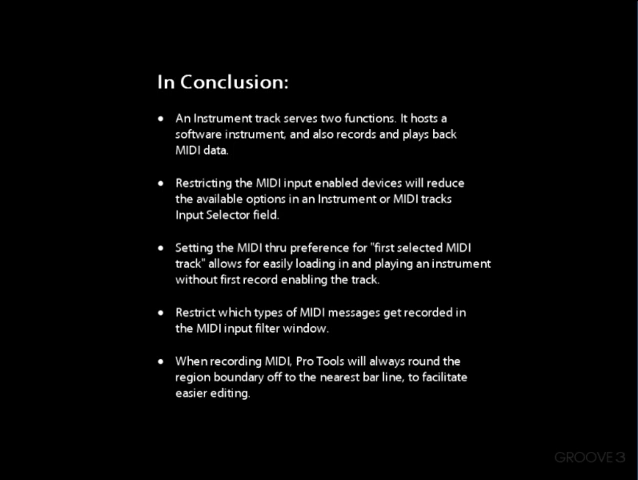 In Conclusion:
● An Instrument track serves two functions. It hosts a
software instrument, and also records and plays back
MIDI data.
● Restricting the MIDI input enabled devices will reduce
the available options in an Instrument or MIDI tracks
Input Selector field.
● Setting the MIDI thru preference for "first selected MIDI
track" allows for easily loading in and playing an instrument
without first record enabling the track.
● Restrict which types of MIDI messages get recorded in
the MIDI input filter window.
● When recording MIDI, Pro Tools will always round the
region boundary off to the nearest bar line, to facilitate
easier editing.
GROOVE3